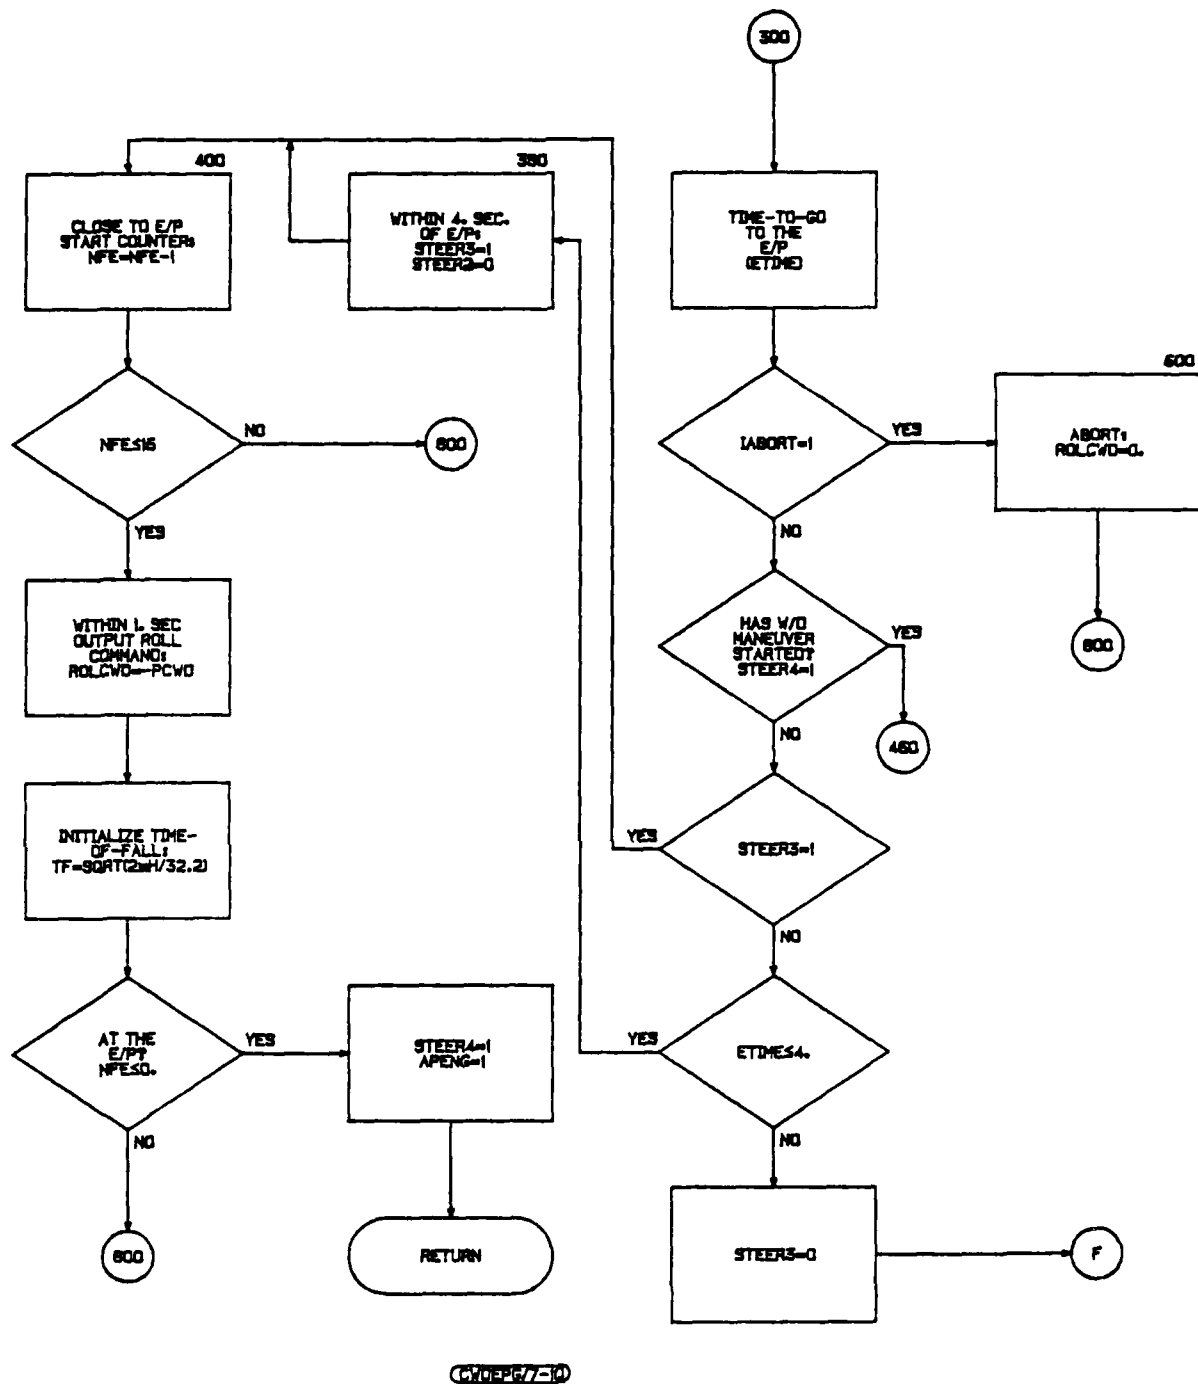 300
400
CLOSE TO E/P
START COUNTER:
NFE=NFE-1
350
WITHIN 4. SEC.
OF E/P:
STEER3=1
STEER2=0
TIME-TO-GO
TO THE
E/P
(ETIME)
NFE≤15
NO
800
YES
IABORT=1
YES
NO
600
ABORT:
ROLCWD=0.
800
WITHIN 1. SEC
OUTPUT ROLL
COMMAND:
ROLCWD=-PCWD
HAS W/O
MANEUVER
STARTED?
STEER4=1
YES
450
NO
INITIALIZE TIME-
OF-FALL:
TF=SQRT(2*H/32.2)
YES
STEER3=1
NO
AT THE
E/P?
NFE≤0.
YES
NO
STEER4=1
APENG=1
YES
ETIME≤4.
NO
800
RETURN
STEER3=0
F